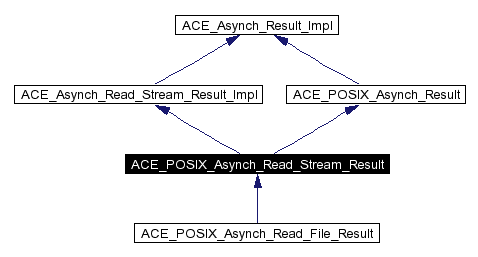 ACE_Asynch_Result_Impl
ACE_Asynch_Read_Stream_Result_Impl
ACE_POSIX_Asynch_Result
ACE_POSIX_Asynch_Read_Stream_Result
ACE_POSIX_Asynch_Read_File_Result